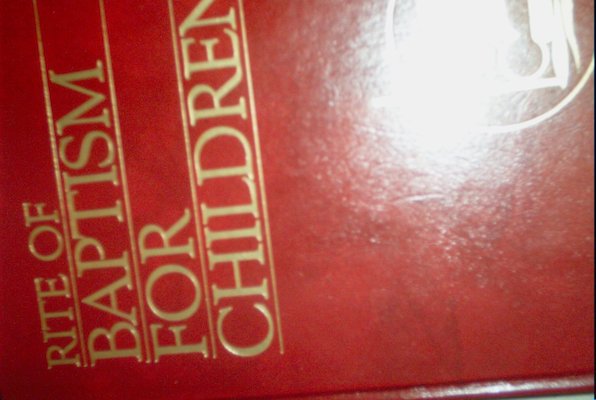 RITE OF
BAPTISM
FOR
CHILDREN